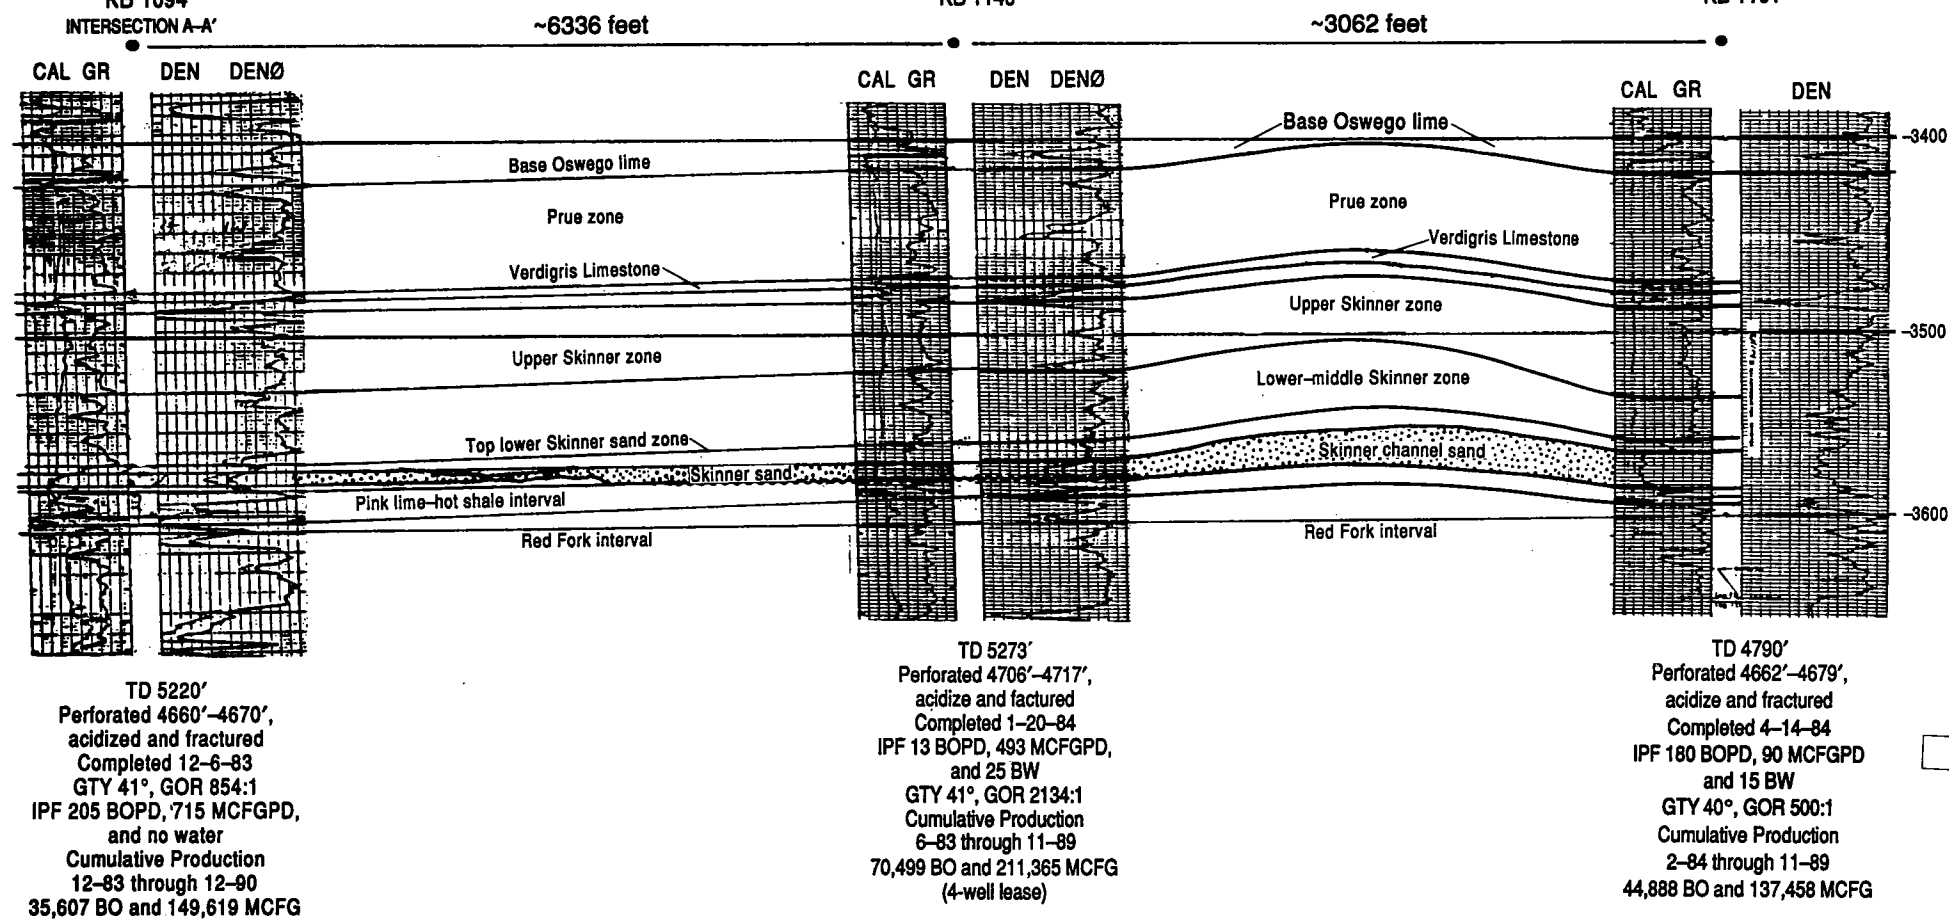 INTERSECTION A–A′
~6336 feet
~3062 feet
CAL GR DEN DENØ
CAL GR DEN DENØ
CAL GR DEN
Base Oswego lime
–3400
Base Oswego lime
Prue zone
Prue zone
Verdigris Limestone
Verdigris Limestone
Upper Skinner zone
–3500
Upper Skinner zone
Lower–middle Skinner zone
Top lower Skinner sand zone
Skinner channel sand
Skinner sand
Pink lime–hot shale interval
–3600
Red Fork interval
Red Fork interval
TD 5220′
Perforated 4660′–4670′,
acidized and fractured
Completed 12–6–83
GTY 41°, GOR 854:1
IPF 205 BOPD, 715 MCFGPD,
and no water
Cumulative Production
12–83 through 12–90
35,607 BO and 149,619 MCFG
TD 5273′
Perforated 4706′–4717′,
acidize and factured
Completed 1–20–84
IPF 13 BOPD, 493 MCFGPD,
and 25 BW
GTY 41°, GOR 2134:1
Cumulative Production
6–83 through 11–89
70,499 BO and 211,365 MCFG
(4-well lease)
TD 4790′
Perforated 4662′–4679′,
acidize and fractured
Completed 4–14–84
IPF 180 BOPD, 90 MCFGPD
and 15 BW
GTY 40°, GOR 500:1
Cumulative Production
2–84 through 11–89
44,888 BO and 137,458 MCFG